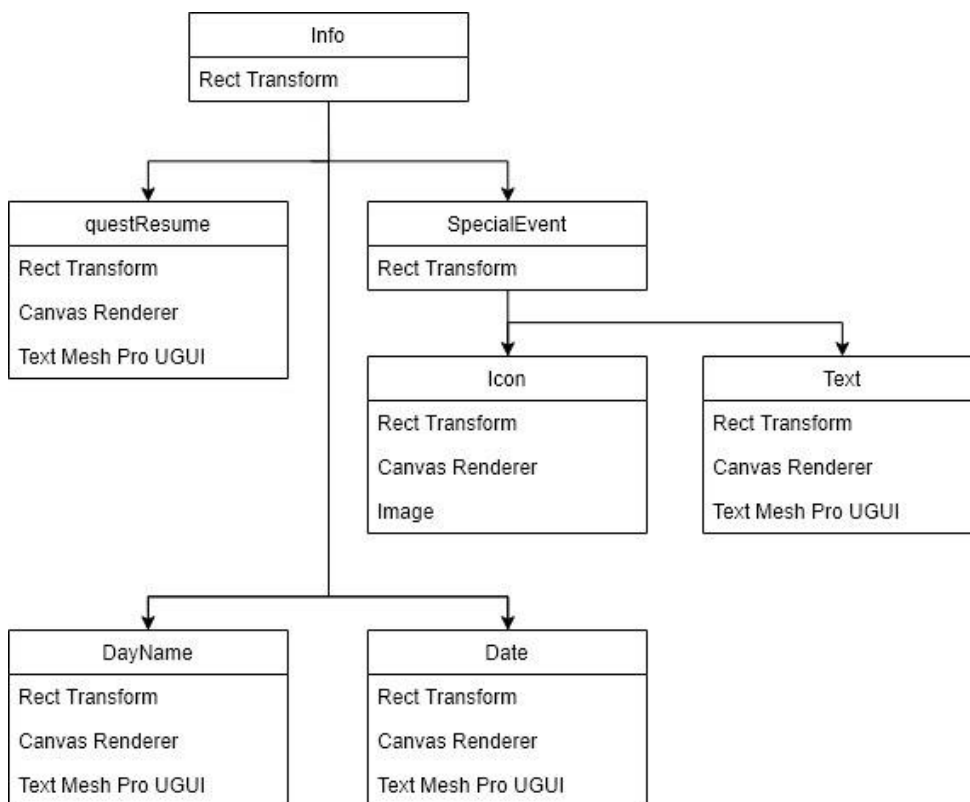 Info
Rect Transform
questResume
Rect Transform
Canvas Renderer
Text Mesh Pro UGUI
SpecialEvent
Rect Transform
Icon
Rect Transform
Canvas Renderer
Image
Text
Rect Transform
Canvas Renderer
Text Mesh Pro UGUI
DayName
Rect Transform
Canvas Renderer
Text Mesh Pro UGUI
Date
Rect Transform
Canvas Renderer
Text Mesh Pro UGUI